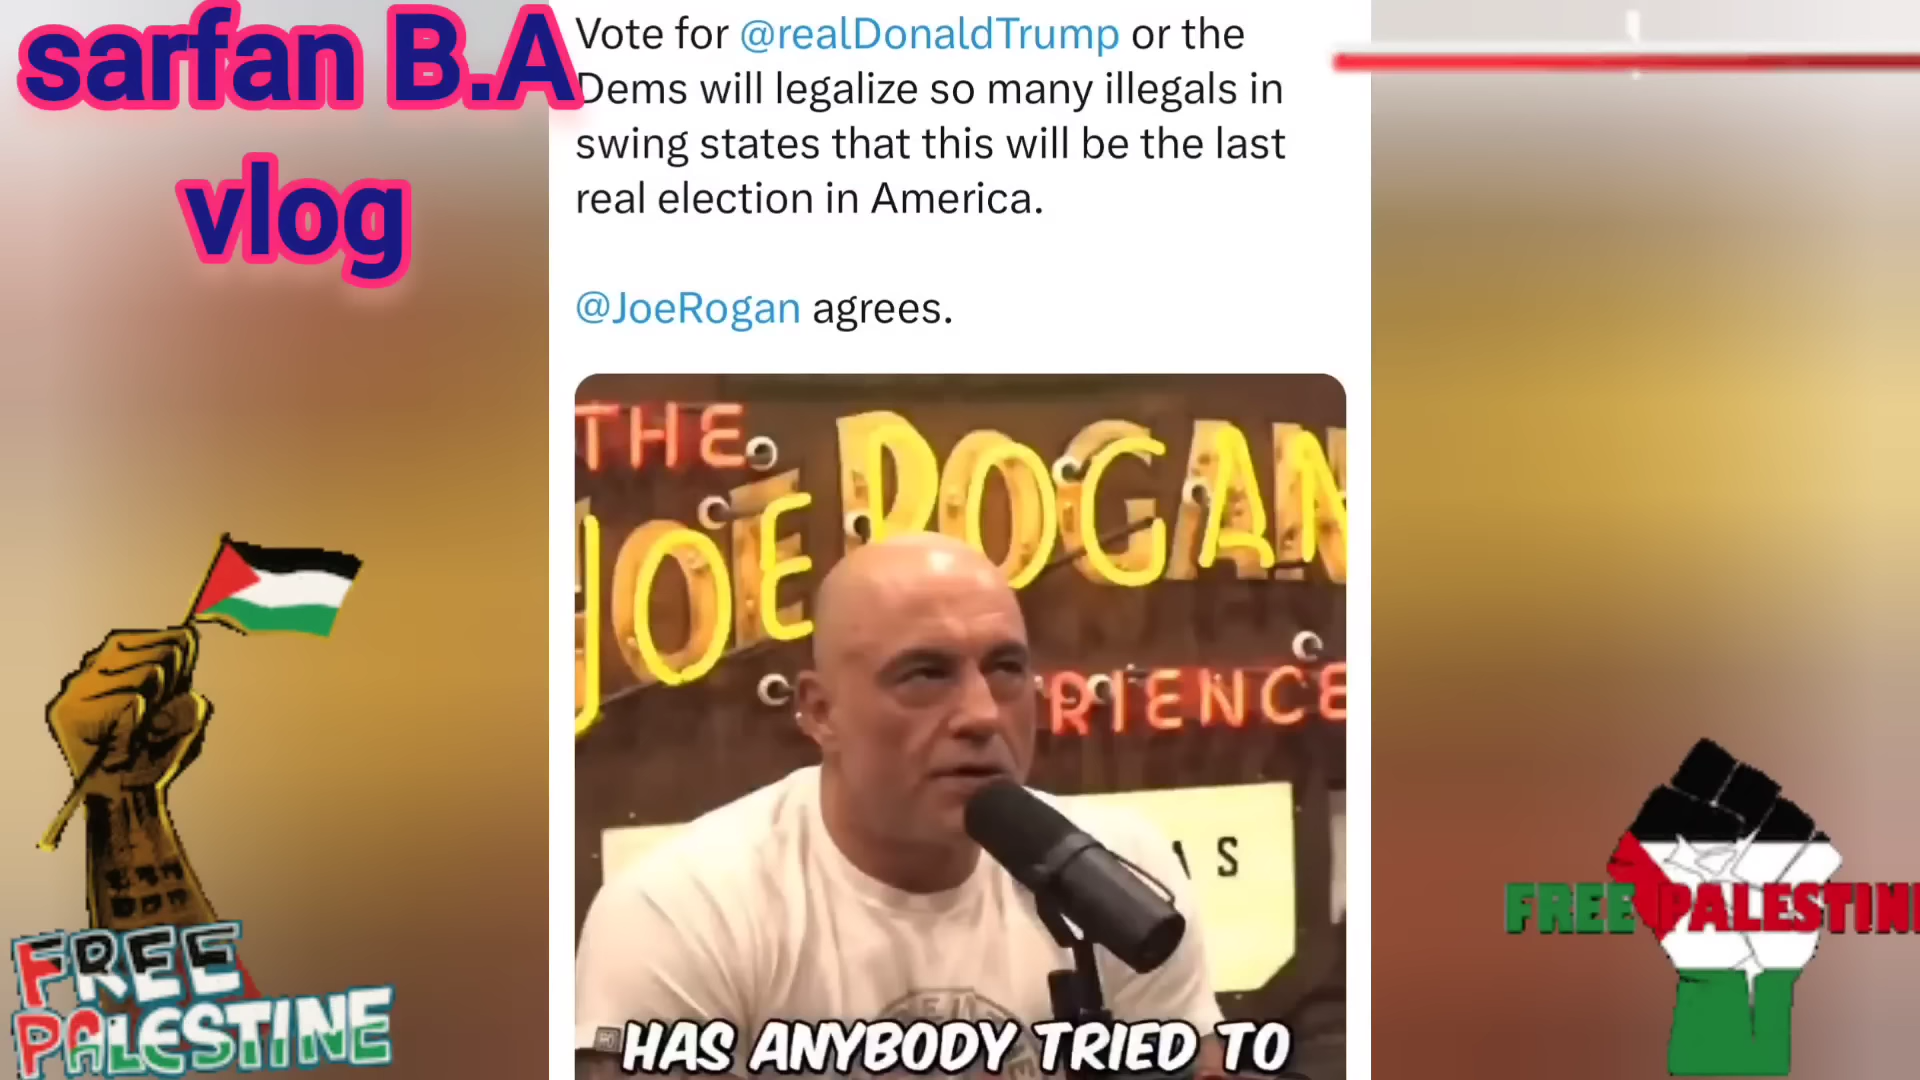 sarfan B.A
vlog
Vote for @realDonaldTrump or the
Dems will legalize so many illegals in
swing states that this will be the last
real election in America.
@JoeRogan agrees.
THE
JOE ROGAN
RIENCE
A S
HAS ANYBODY TRIED TO
FREE
PALESTINE
FREE PALESTIN